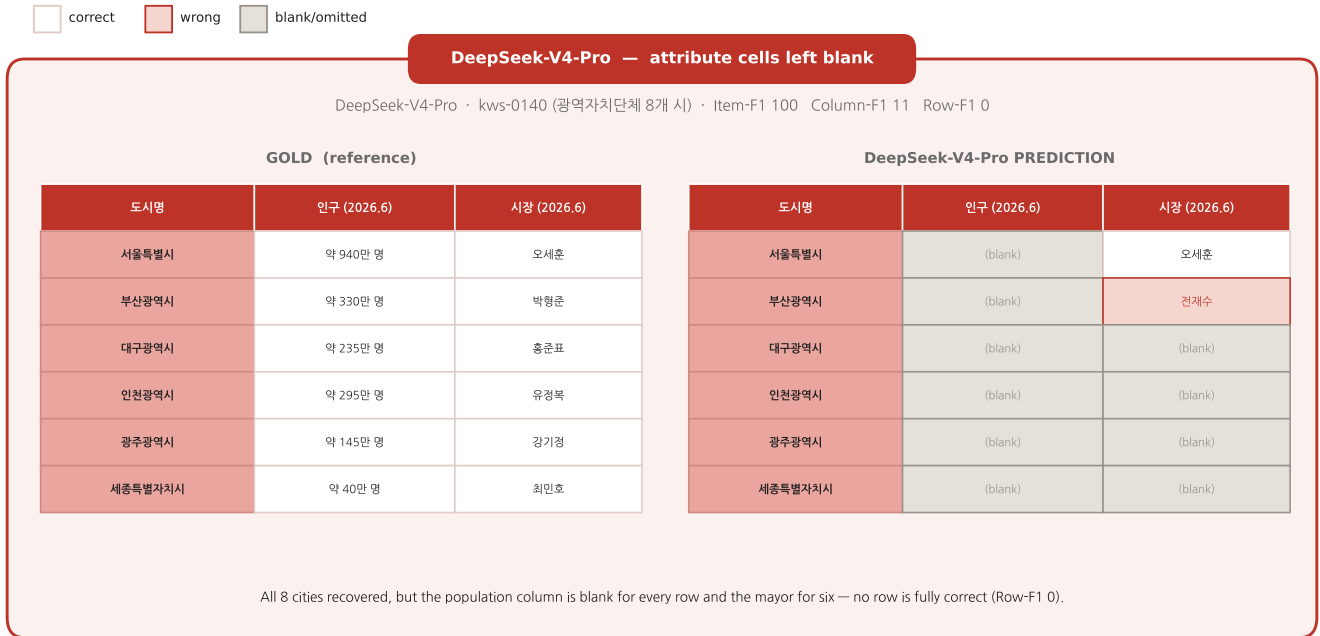 correct wrong blank/omitted
DeepSeek-V4-Pro — attribute cells left blank
DeepSeek-V4-Pro · kws-0140 (광역자치단체 8개 시) · Item-F1 100 Column-F1 11 Row-F1 0
GOLD (reference)
도시명 인구 (2026.6) 시장 (2026.6)
서울특별시 약 940만 명 오세훈
부산광역시 약 330만 명 박형준
대구광역시 약 235만 명 홍준표
인천광역시 약 295만 명 유정복
광주광역시 약 145만 명 강기정
세종특별자치시 약 40만 명 최민호
DeepSeek-V4-Pro PREDICTION
도시명 인구 (2026.6) 시장 (2026.6)
서울특별시 (blank) 오세훈
부산광역시 (blank) 전재수
대구광역시 (blank) (blank)
인천광역시 (blank) (blank)
광주광역시 (blank) (blank)
세종특별자치시 (blank) (blank)
All 8 cities recovered, but the population column is blank for every row and the mayor for six — no row is fully correct (Row-F1 0).